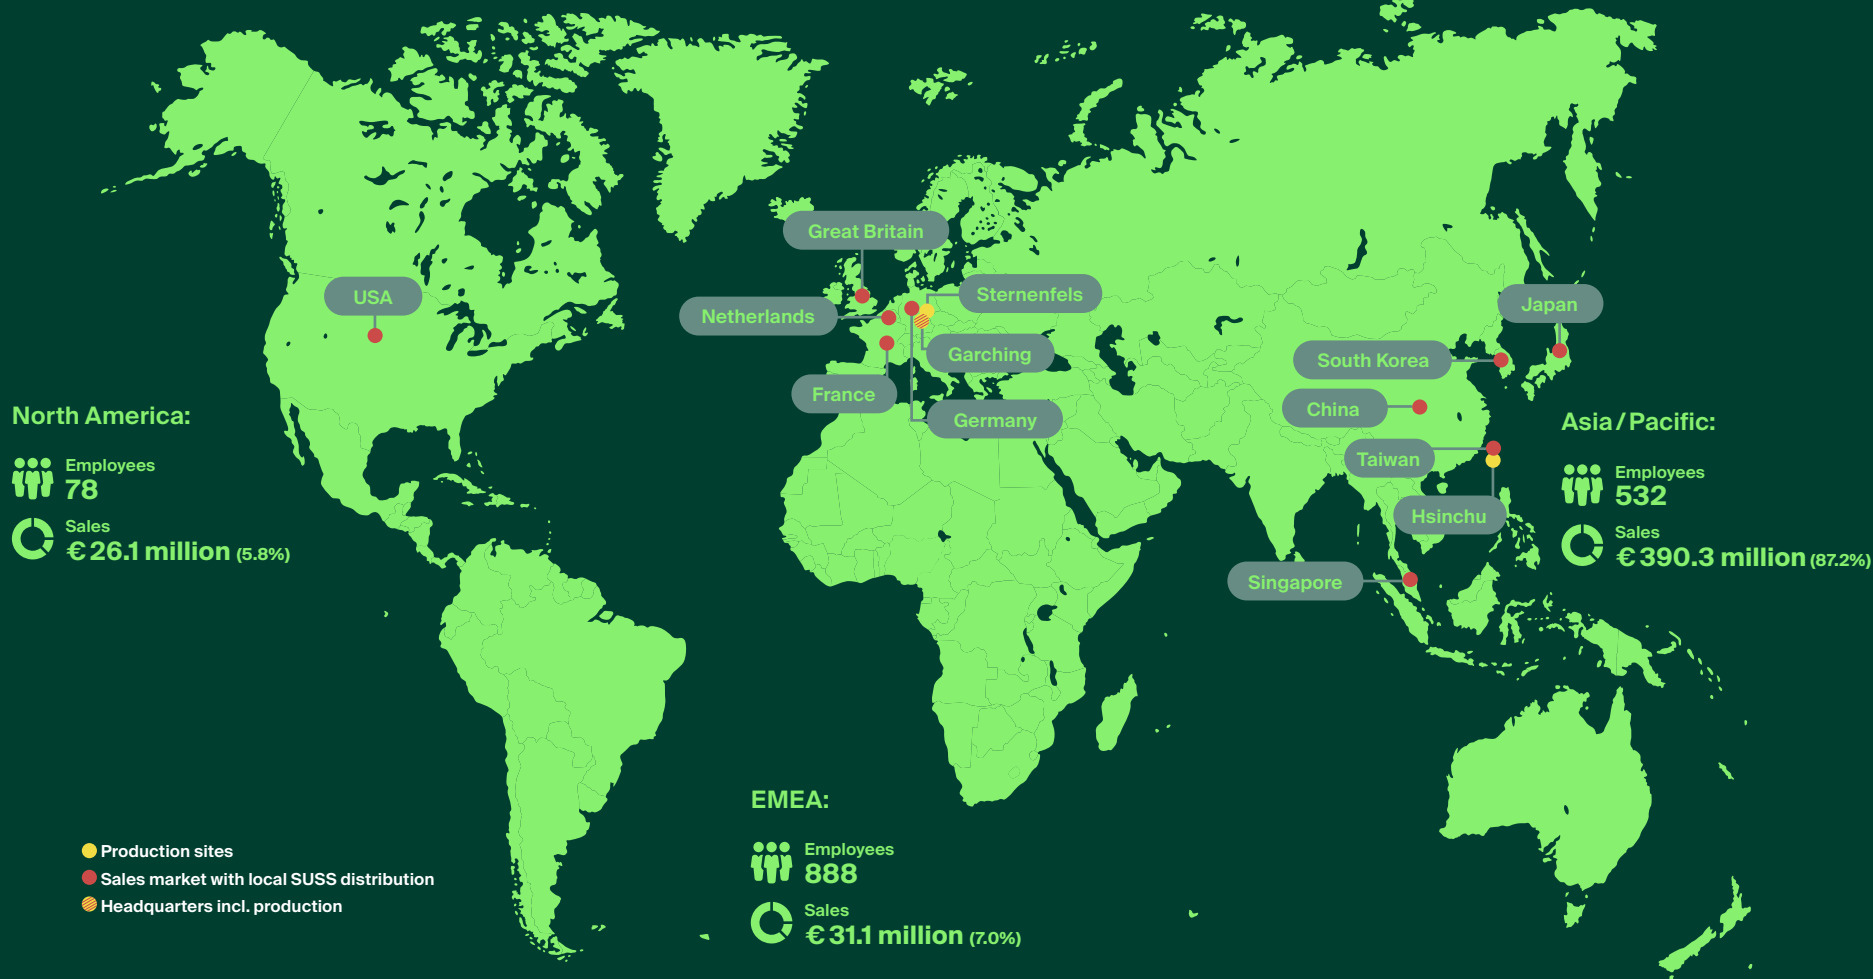 Great Britain
USA
Sternenfels
Netherlands
Japan
Garching
South Korea
France
China
Germany
Taiwan
Hsinchu
Singapore
North America:
Employees
78
Sales
€ 26.1 million (5.8%)
Asia / Pacific:
Employees
532
Sales
€ 390.3 million (87.2%)
EMEA:
Employees
888
Sales
€ 31.1 million (7.0%)
Production sites
Sales market with local SUSS distribution
Headquarters incl. production